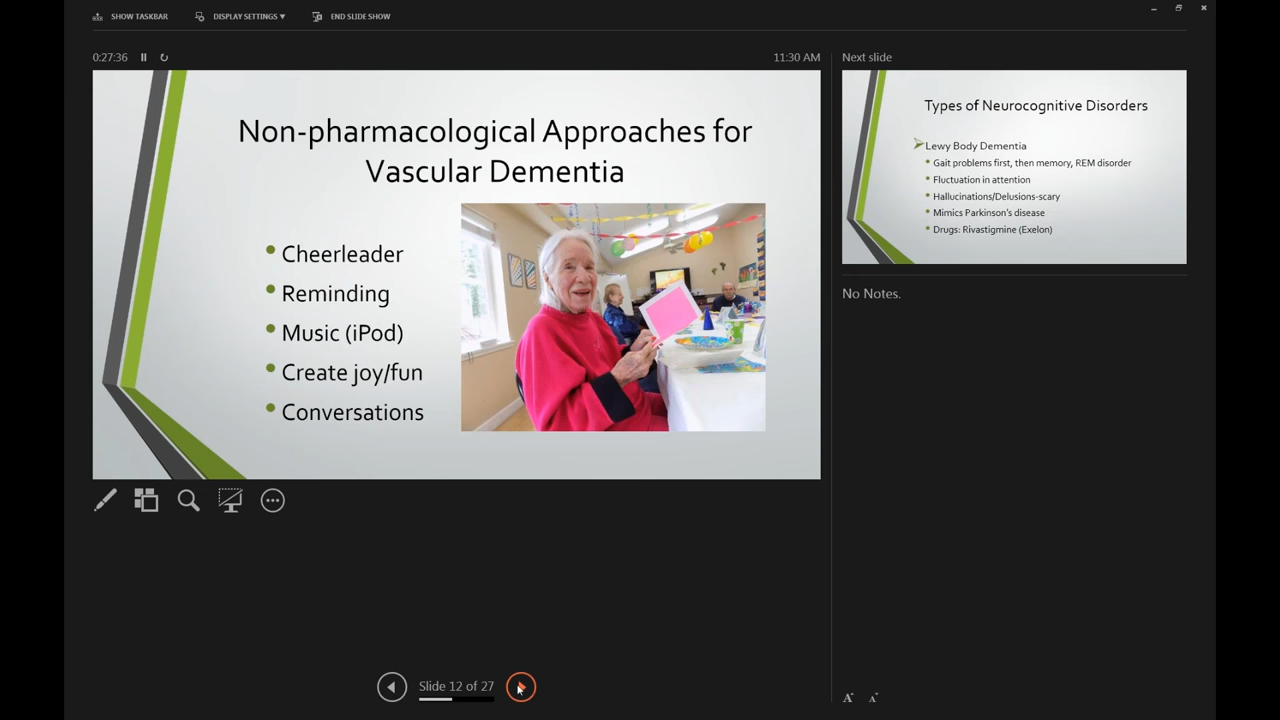 SHOW TASKBAR
DISPLAY SETTINGS ▼
END SLIDE SHOW
0:27:36
11:30 AM
Non-pharmacological Approaches for
Vascular Dementia
• Cheerleader
• Reminding
• Music (iPod)
• Create joy/fun
• Conversations
Slide 12 of 27
Next slide
Types of Neurocognitive Disorders
Lewy Body Dementia
• Gait problems first, then memory, REM disorder
• Fluctuation in attention
• Hallucinations/Delusions-scary
• Mimics Parkinson's disease
• Drugs: Rivastigmine (Exelon)
No Notes.
A A